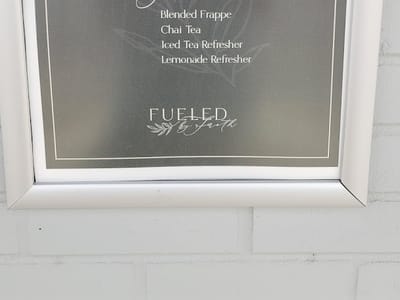 Blended Frappe
Chai Tea
Iced Tea Refresher
Lemonade Refresher
FUELED
by Faith